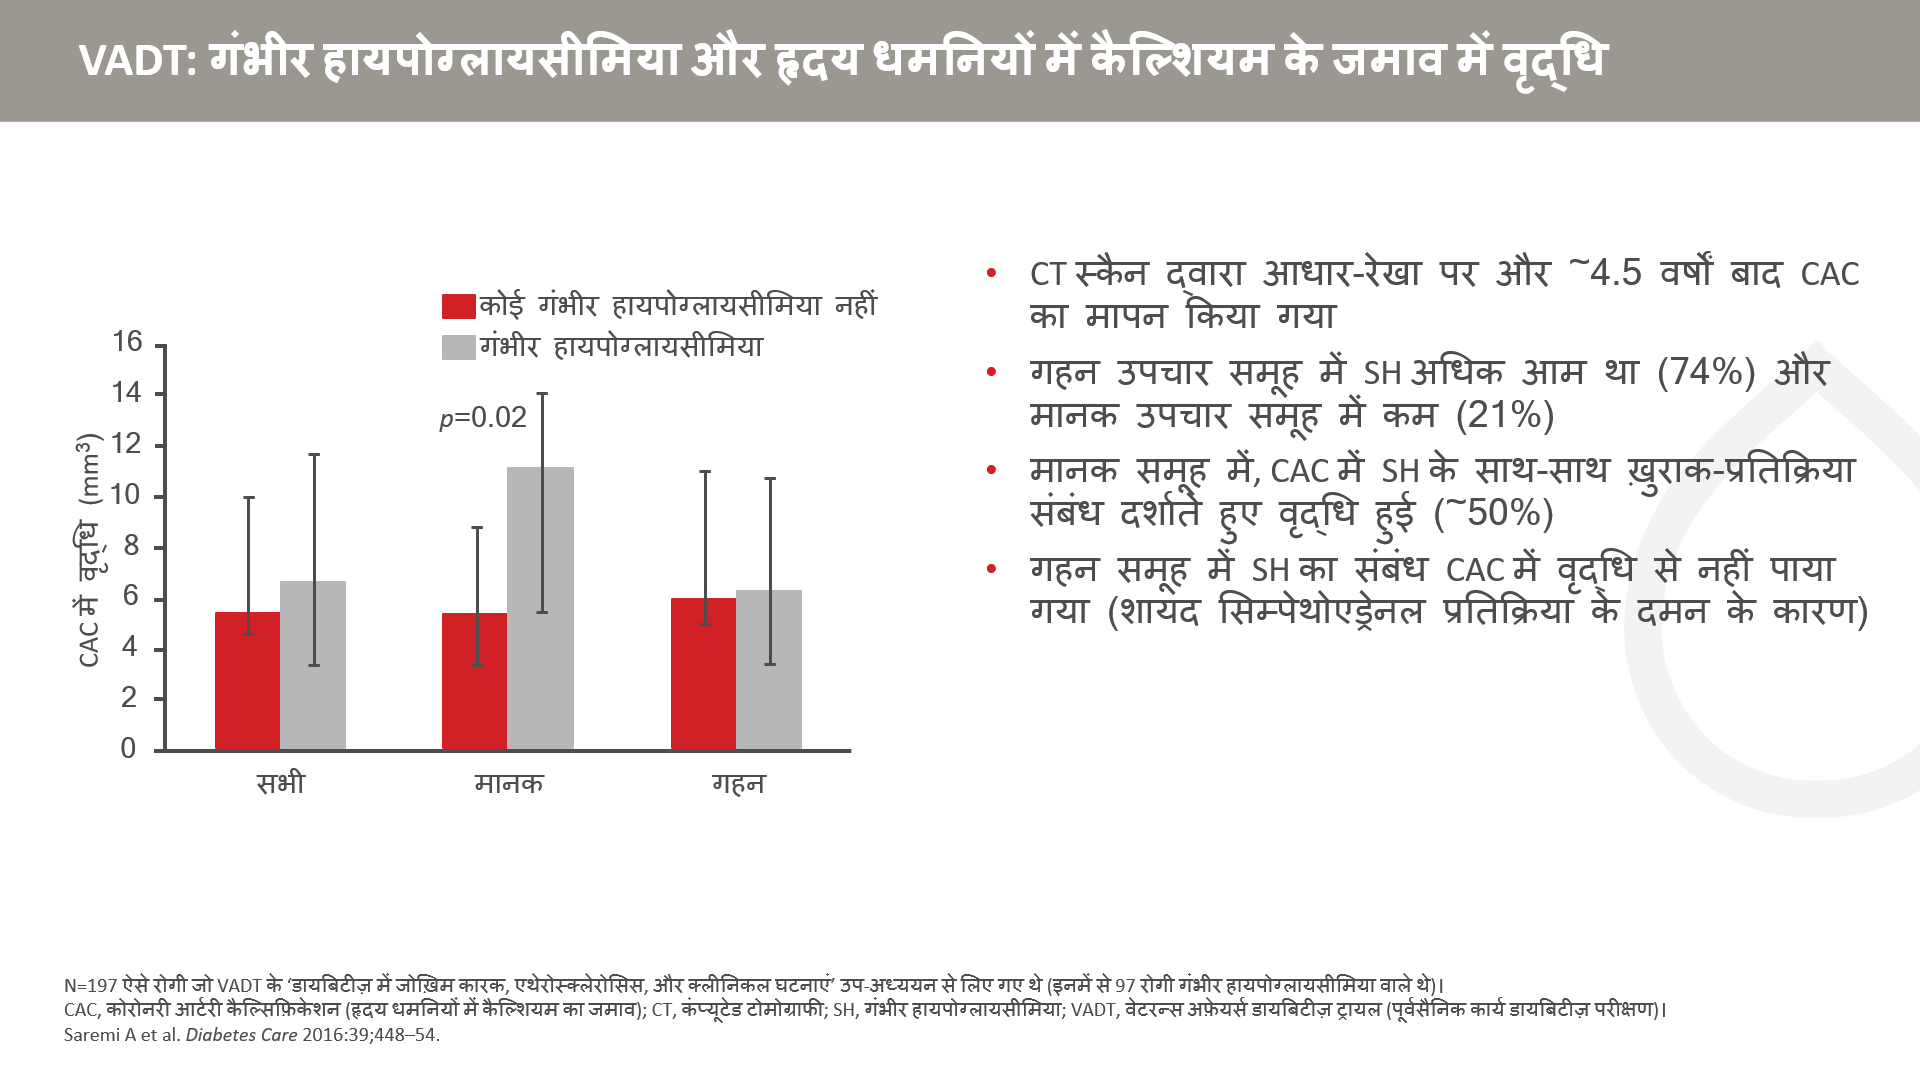 VADT: गंभीर हायपोग्लायसीमिया और हृदय धमनियों में कैल्शियम के जमाव में वृद्धि
कोई गंभीर हायपोग्लायसीमिया नहीं
गंभीर हायपोग्लायसीमिया
CAC में वृद्धि (mm³)
16
14
12
10
8
6
4
2
0
p=0.02
सभी
मानक
गहन
• CT स्कैन द्वारा आधार-रेखा पर और ~4.5 वर्षों बाद CAC
का मापन किया गया
• गहन उपचार समूह में SH अधिक आम था (74%) और
मानक उपचार समूह में कम (21%)
• मानक समूह में, CAC में SH के साथ-साथ ख़ुराक-प्रतिक्रिया
संबंध दर्शाते हुए वृद्धि हुई (~50%)
• गहन समूह में SH का संबंध CAC में वृद्धि से नहीं पाया
गया (शायद सिम्पेथोएड्रेनल प्रतिक्रिया के दमन के कारण)
N=197 ऐसे रोगी जो VADT के ‘डायबिटीज़ में जोख़िम कारक, एथेरोस्क्लेरोसिस, और क्लीनिकल घटनाएं’ उप-अध्ययन से लिए गए थे (इनमें से 97 रोगी गंभीर हायपोग्लायसीमिया वाले थे)।
CAC, कोरोनरी आर्टरी कैल्सिफ़िकेशन (हृदय धमनियों में कैल्शियम का जमाव); CT, कंप्यूटेड टोमोग्राफी; SH, गंभीर हायपोग्लायसीमिया; VADT, वेटरन्स अफ़ेयर्स डायबिटीज़ ट्रायल (पूर्वसैनिक कार्य डायबिटीज़ परीक्षण)।
Saremi A et al. Diabetes Care 2016:39;448–54.